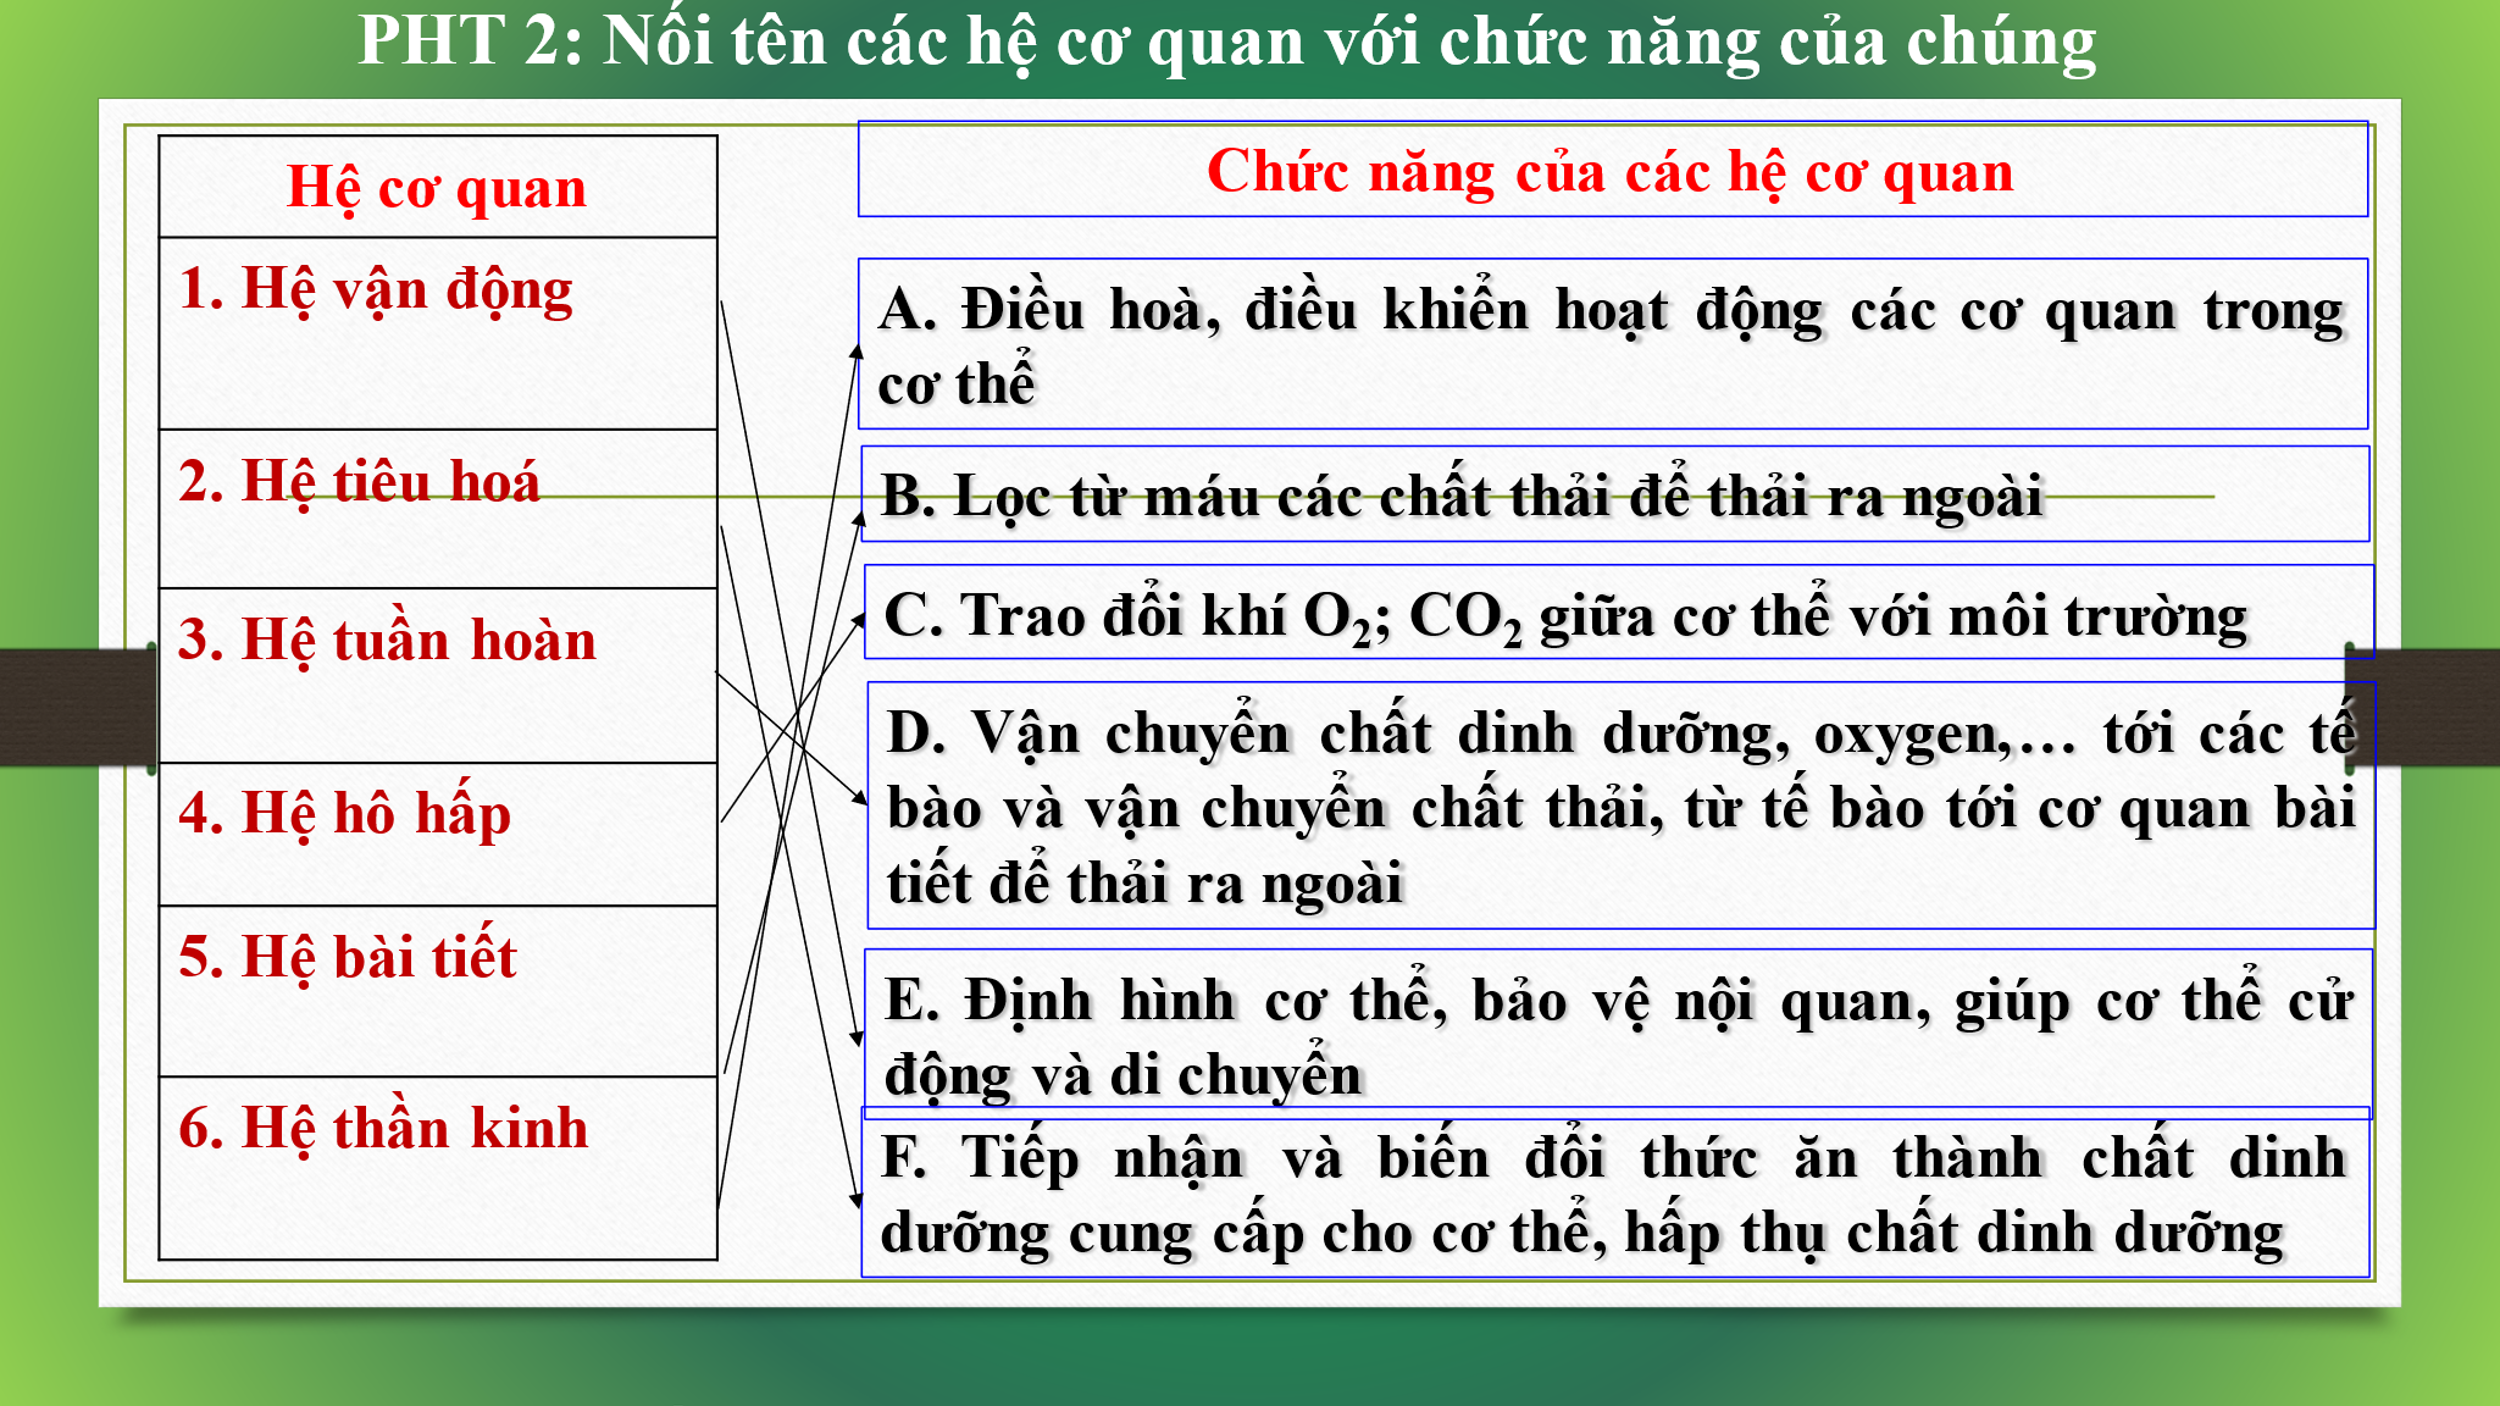 PHT 2: Nối tên các hệ cơ quan với chức năng của chúng
Hệ cơ quan
1. Hệ vận động
2. Hệ tiêu hoá
3. Hệ tuần hoàn
4. Hệ hô hấp
5. Hệ bài tiết
6. Hệ thần kinh
Chức năng của các hệ cơ quan
A. Điều hoà, điều khiển hoạt động các cơ quan trong
cơ thể
B. Lọc từ máu các chất thải để thải ra ngoài
C. Trao đổi khí O₂; CO₂ giữa cơ thể với môi trường
D. Vận chuyển chất dinh dưỡng, oxygen,… tới các tế
bào và vận chuyển chất thải, từ tế bào tới cơ quan bài
tiết để thải ra ngoài
E. Định hình cơ thể, bảo vệ nội quan, giúp cơ thể cử
động và di chuyển
F. Tiếp nhận và biến đổi thức ăn thành chất dinh
dưỡng cung cấp cho cơ thể, hấp thụ chất dinh dưỡng